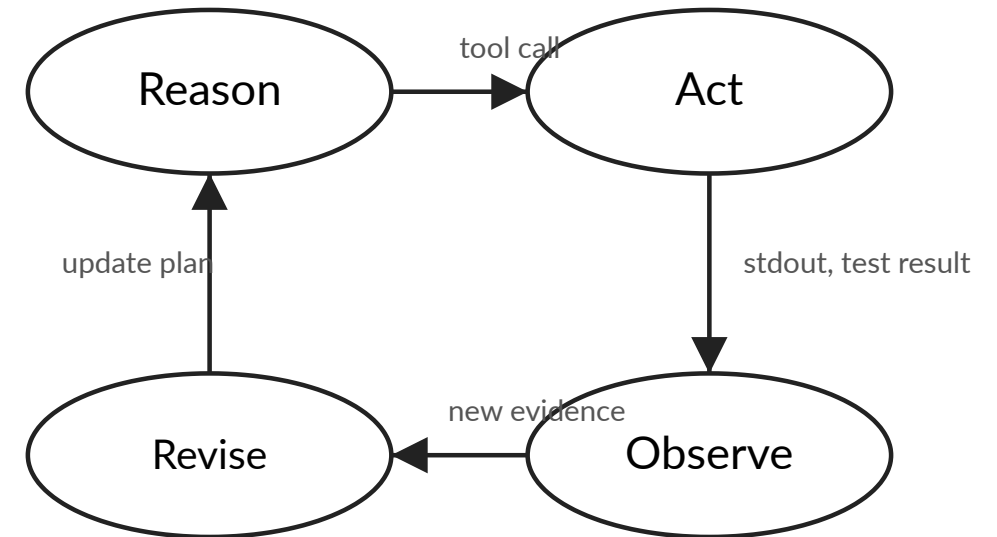 tool call
Reason
Act
update plan
stdout, test result
new evidence
Revise
Observe